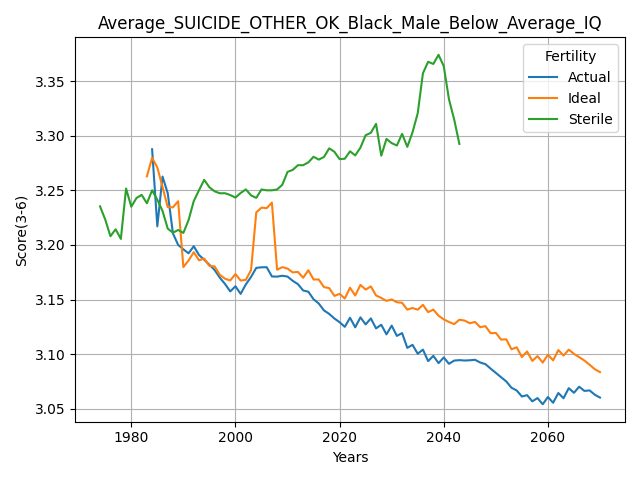 Average_SUICIDE_OTHER_OK_Black_Male_Below_Average_IQ
Fertility
Actual
Ideal
Sterile
Score(3-6)
3.35
3.30
3.25
3.20
3.15
3.10
3.05
1980
2000
2020
2040
2060
Years